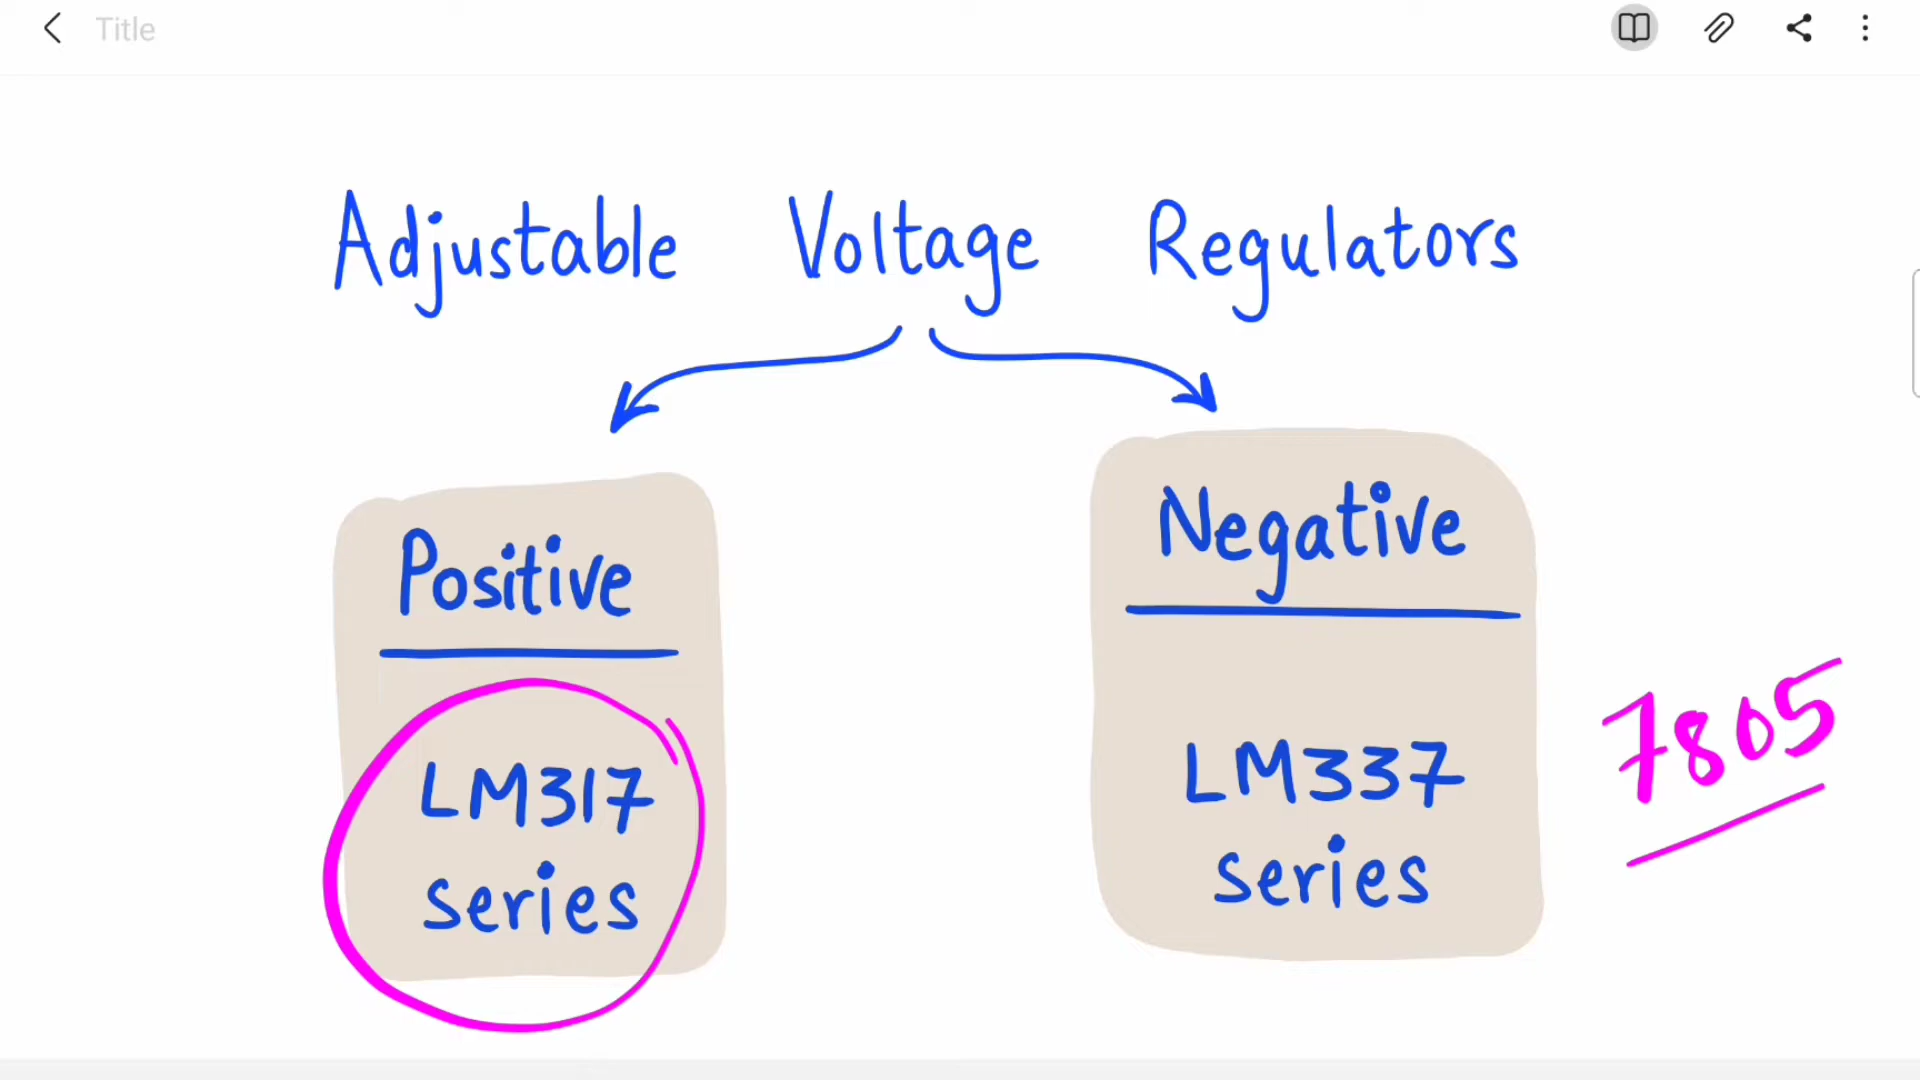 Title
Adjustable Voltage Regulators
Positive
LM317
series
Negative
LM337
series
7805